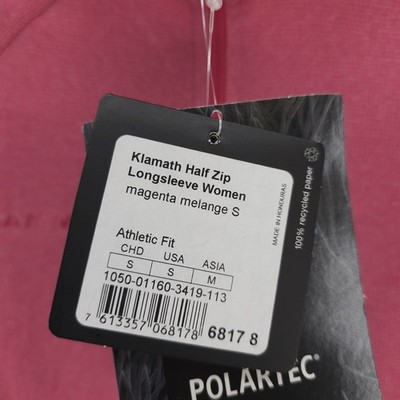 Klamath Half Zip
Longsleeve Women
magenta melange S
MADE IN HONDURAS
100% recycled paper
Athletic Fit
CHD USA ASIA
S S M
1050-01160-3419-113
7 613357 068178 6817 8
POLARTEC®